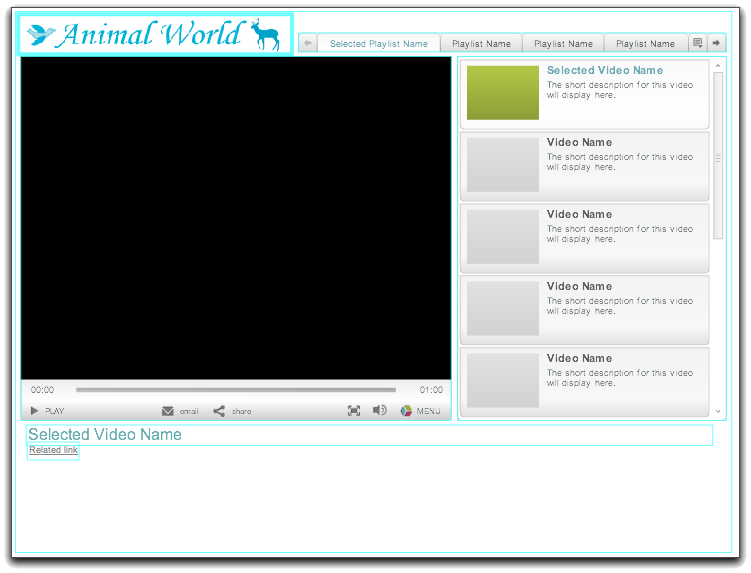 Animal World
Selected Playlist Name
Playlist Name
Playlist Name
Playlist Name
Selected Video Name
The short description for this video
will display here.
Video Name
The short description for this video
will display here.
Video Name
The short description for this video
will display here.
Video Name
The short description for this video
will display here.
Video Name
The short description for this video
will display here.
00:00
01:00
PLAY
email
share
MENU
Selected Video Name
Related link